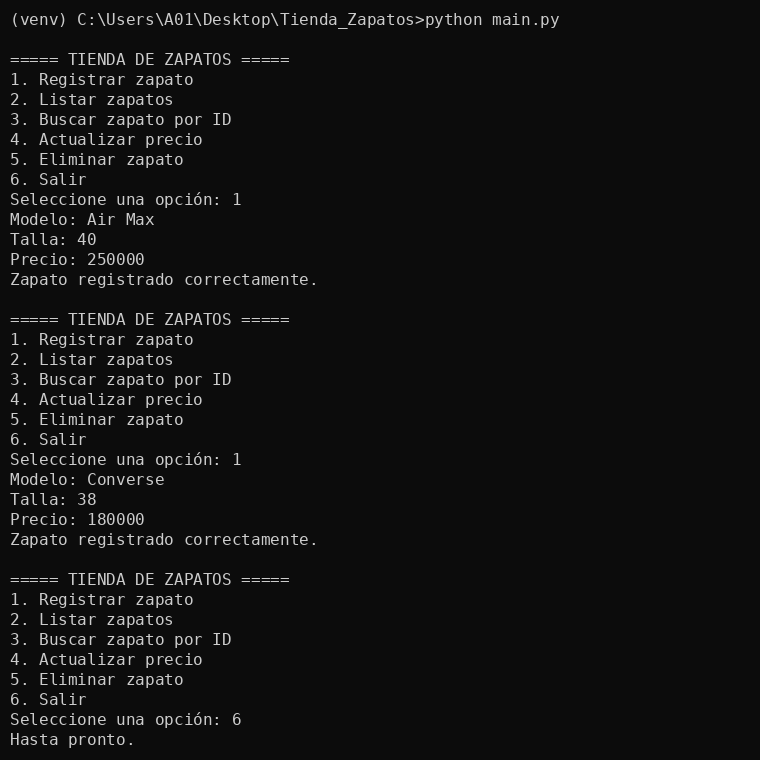 (venv) C:\Users\A01\Desktop\Tienda_Zapatos>python main.py
===== TIENDA DE ZAPATOS =====
1. Registrar zapato
2. Listar zapatos
3. Buscar zapato por ID
4. Actualizar precio
5. Eliminar zapato
6. Salir
Seleccione una opción: 1
Modelo: Air Max
Talla: 40
Precio: 250000
Zapato registrado correctamente.
===== TIENDA DE ZAPATOS =====
1. Registrar zapato
2. Listar zapatos
3. Buscar zapato por ID
4. Actualizar precio
5. Eliminar zapato
6. Salir
Seleccione una opción: 1
Modelo: Converse
Talla: 38
Precio: 180000
Zapato registrado correctamente.
===== TIENDA DE ZAPATOS =====
1. Registrar zapato
2. Listar zapatos
3. Buscar zapato por ID
4. Actualizar precio
5. Eliminar zapato
6. Salir
Seleccione una opción: 6
Hasta pronto.